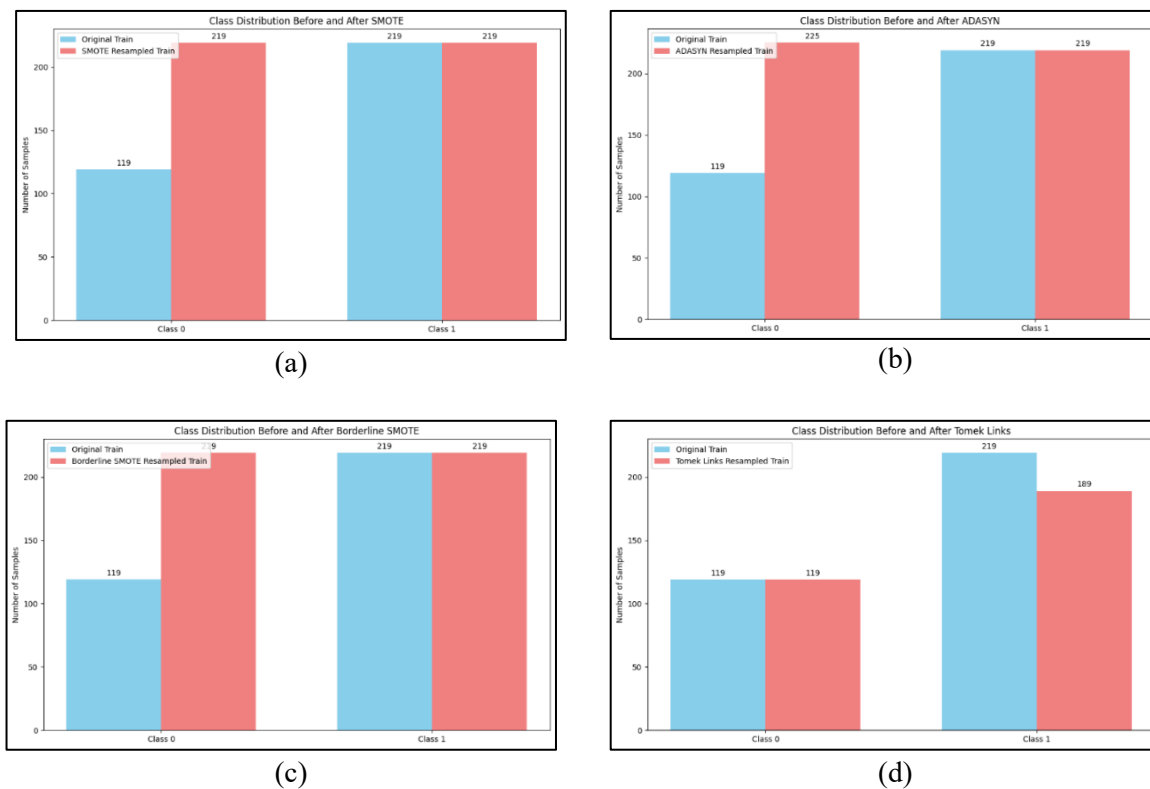 Class Distribution Before and After SMOTE
Original Train
SMOTE Resampled Train
Number of Samples
200
150
100
50
0
119
219
219
219
Class 0
Class 1
(a)
Class Distribution Before and After ADASYN
Original Train
ADASYN Resampled Train
Number of Samples
200
150
100
50
0
119
225
219
219
Class 0
Class 1
(b)
Class Distribution Before and After Borderline SMOTE
Original Train
Borderline SMOTE Resampled Train
Number of Samples
200
150
100
50
0
119
219
219
219
Class 0
Class 1
(c)
Class Distribution Before and After Tomek Links
Original Train
Tomek Links Resampled Train
Number of Samples
200
150
100
50
0
119
119
219
189
Class 0
Class 1
(d)